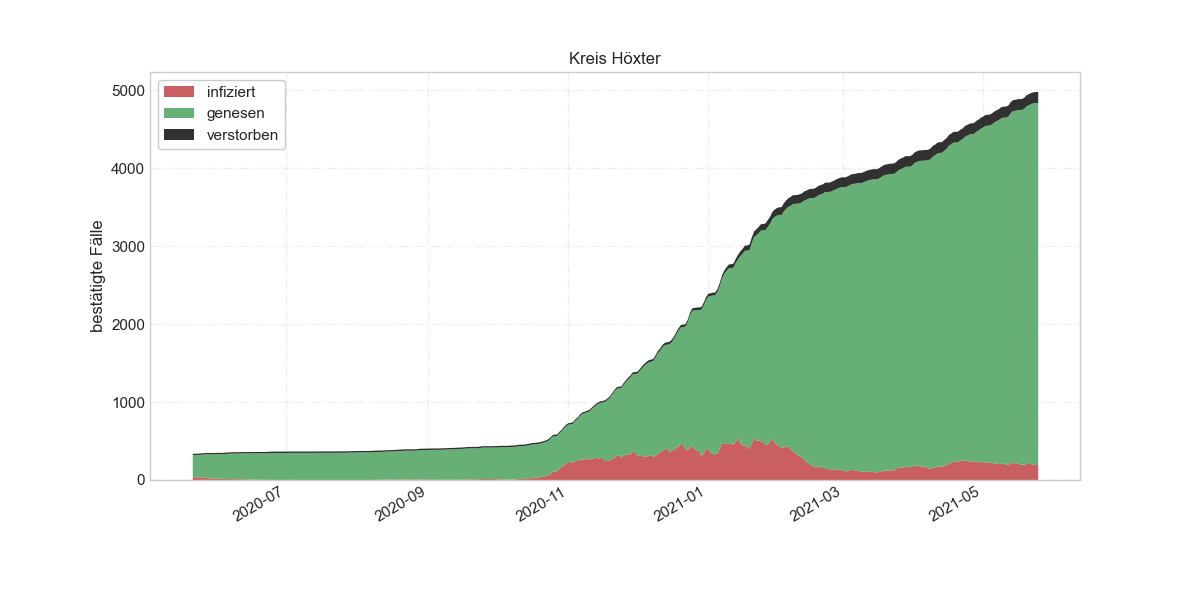 Kreis Höxter
infiziert
genesen
verstorben
bestätigte Fälle
5000
4000
3000
2000
1000
0
2020-07
2020-09
2020-11
2021-01
2021-03
2021-05